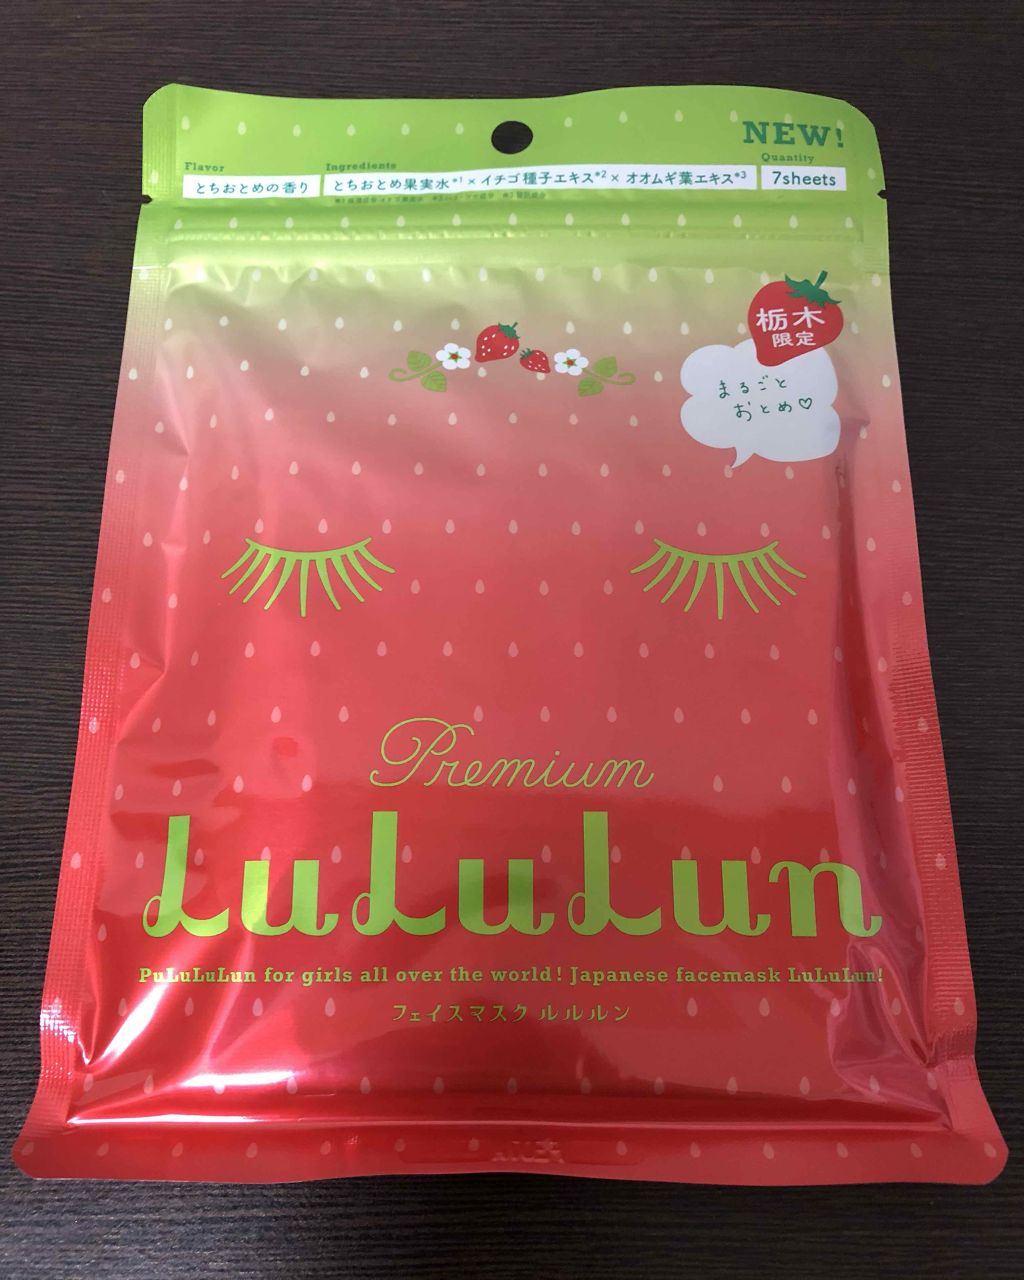 NEW!
Flavor
とちおとめの香り
Ingredients
とちおとめ果実水*1 × イチゴ種子エキス*2 × オオムギ葉エキス*3
Quantity
7sheets
栃木
限定
まるごと
おとめ♡
Premium
LuLuLun
PuLuLuLun for girls all over the world! Japanese facemask LuLuLun!
フェイスマスク ルルルン